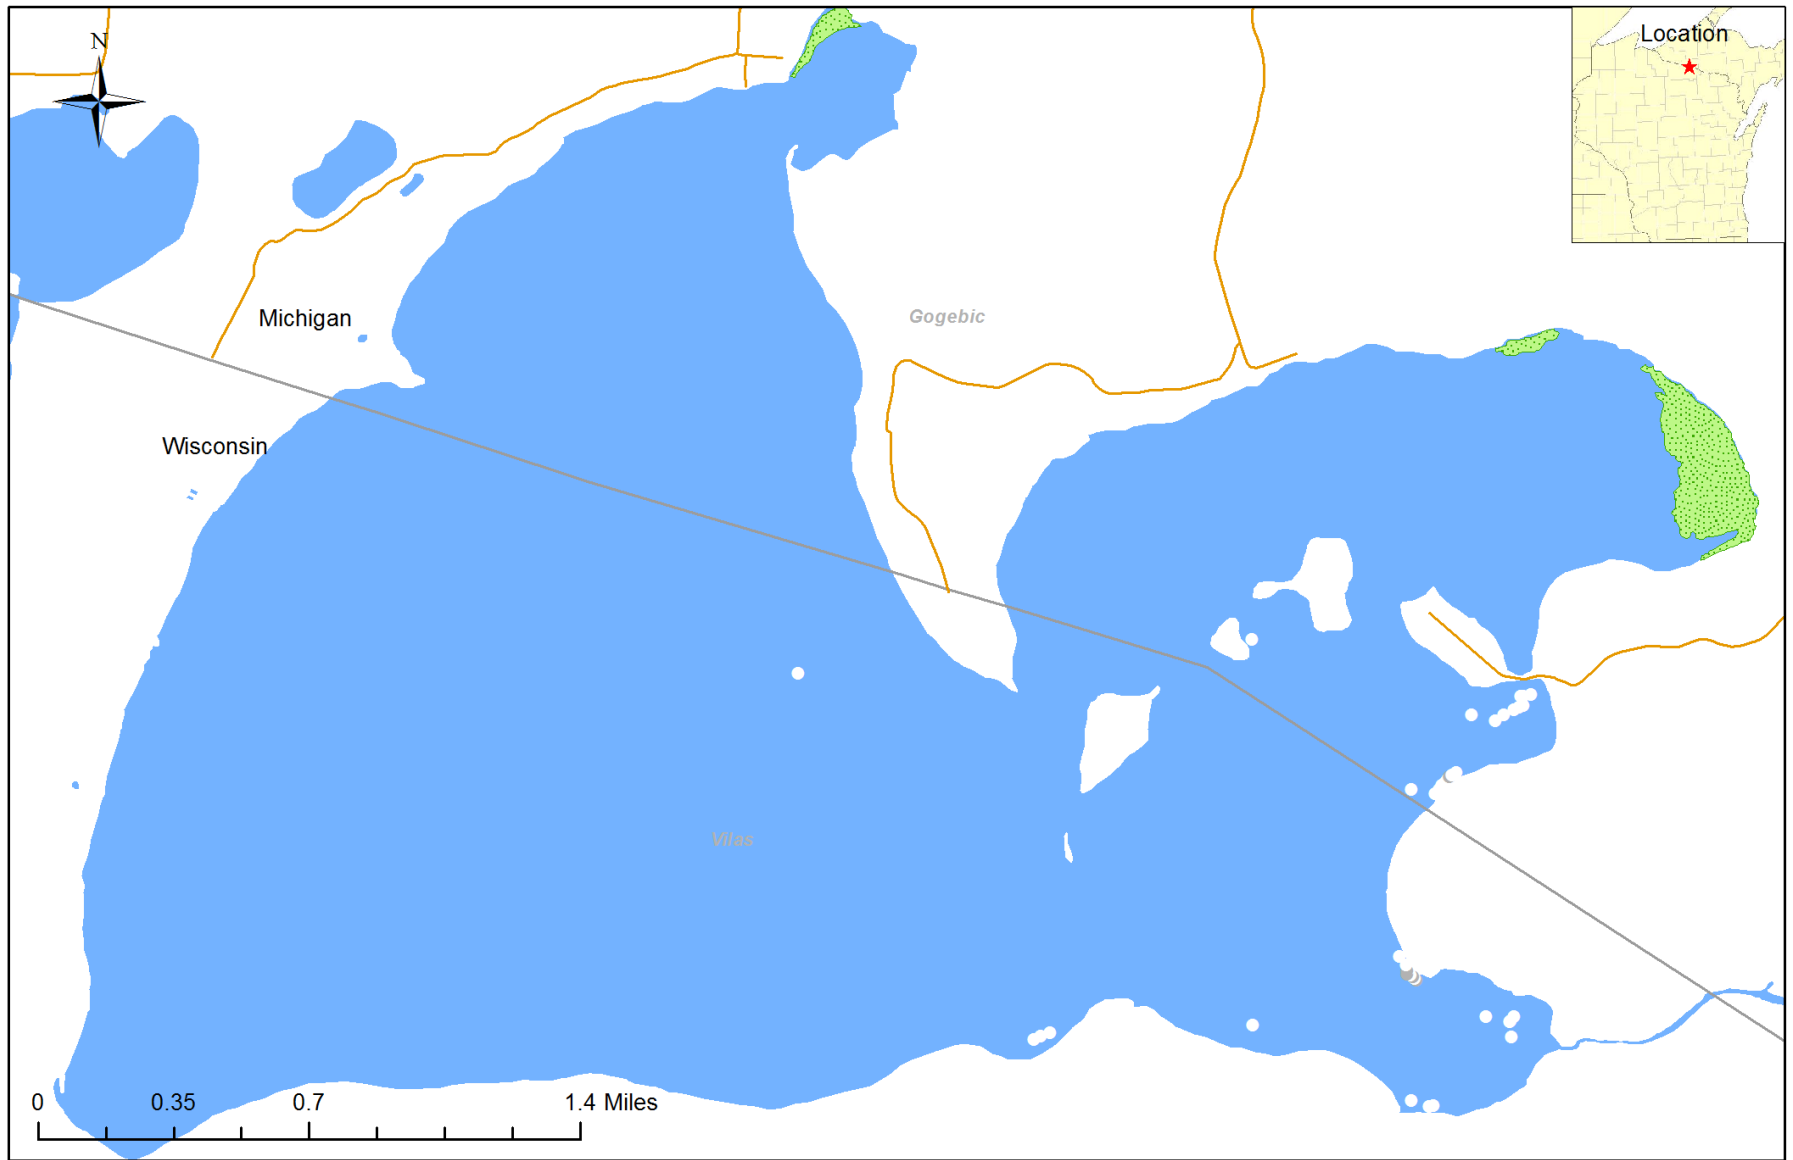 N
Location
Michigan
Gogebic
Wisconsin
Vilas
0 0.35 0.7 1.4 Miles